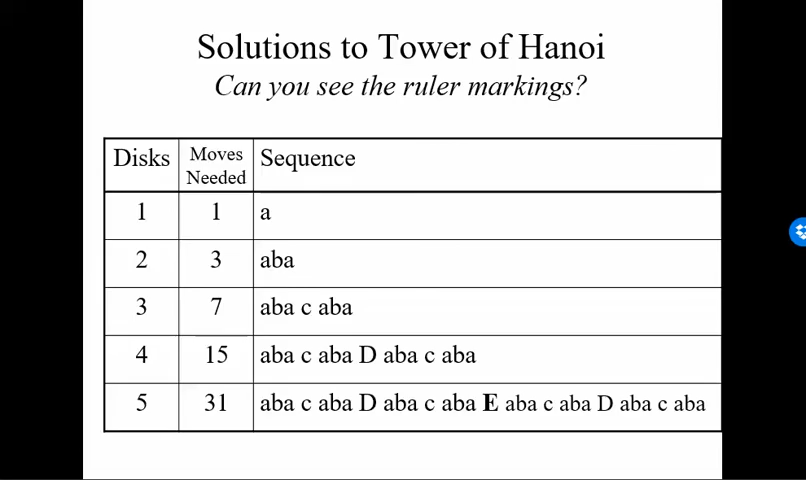 Solutions to Tower of Hanoi
Can you see the ruler markings?
Disks Moves Needed Sequence
1 1 a
2 3 aba
3 7 aba c aba
4 15 aba c aba D aba c aba
5 31 aba c aba D aba c aba E aba c aba D aba c aba